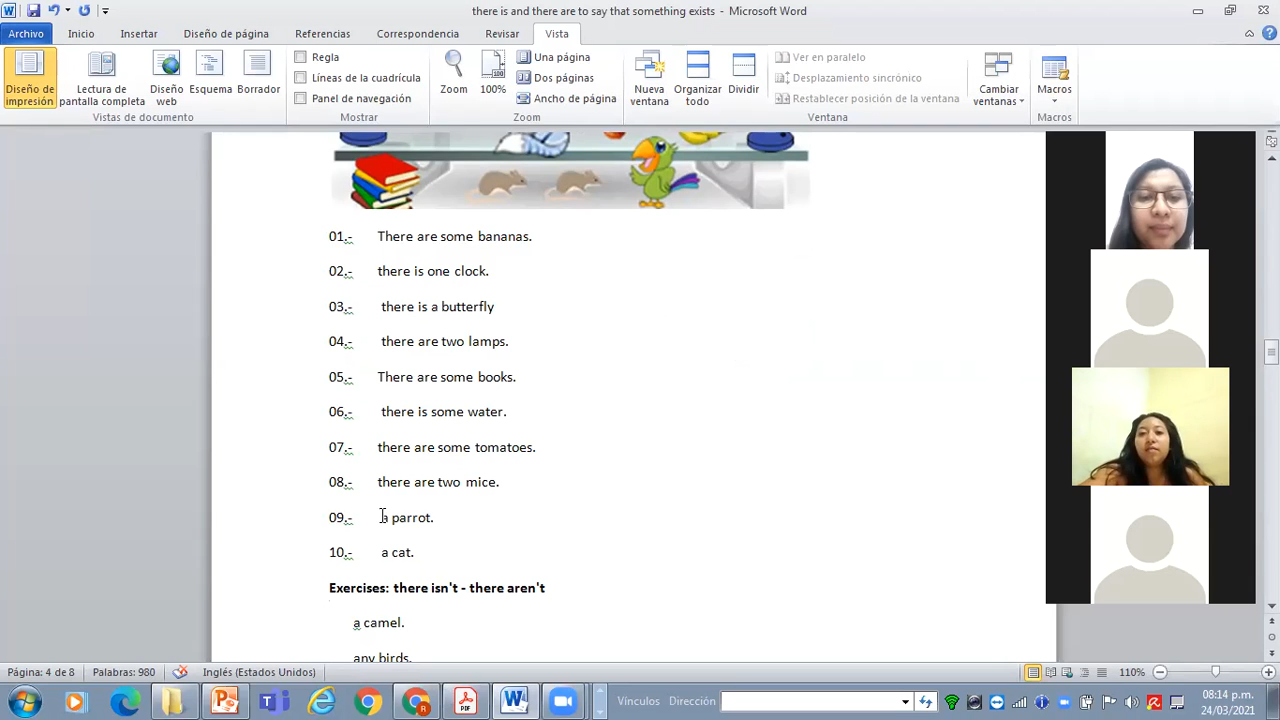 there is and there are to say that something exists - Microsoft Word
Archivo Inicio Insertar Diseño de página Referencias Correspondencia Revisar Vista
Diseño de impresión
Lectura de pantalla completa
Diseño web
Esquema
Borrador
Vistas de documento
Regla
Líneas de la cuadrícula
Panel de navegación
Mostrar
Zoom
100%
Una página
Dos páginas
Ancho de página
Zoom
Nueva ventana
Organizar todo
Dividir
Ver en paralelo
Desplazamiento sincrónico
Restablecer posición de la ventana
Ventana
Cambiar ventanas
Macros
Macros
01.- There are some bananas.
02.- there is one clock.
03.- there is a butterfly
04.- there are two lamps.
05.- There are some books.
06.- there is some water.
07.- there are some tomatoes.
08.- there are two mice.
09.- a parrot.
10.- a cat.
Exercises: there isn't - there aren't
a camel.
any birds.
Página: 4 de 8 Palabras: 980 Inglés (Estados Unidos) 110%
Vínculos Dirección
08:14 p.m.
24/03/2021